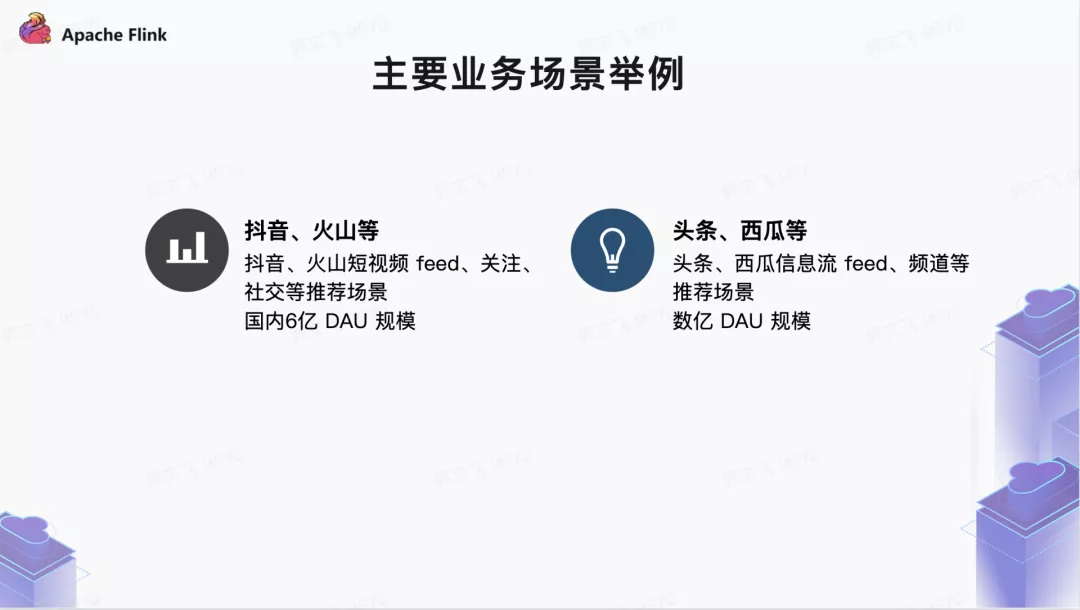 Apache Flink
主要业务场景举例
抖音、火山等
抖音、火山短视频 feed、关注、
社交等推荐场景
国内6亿 DAU 规模
头条、西瓜等
头条、西瓜信息流 feed、频道等
推荐场景
数亿 DAU 规模